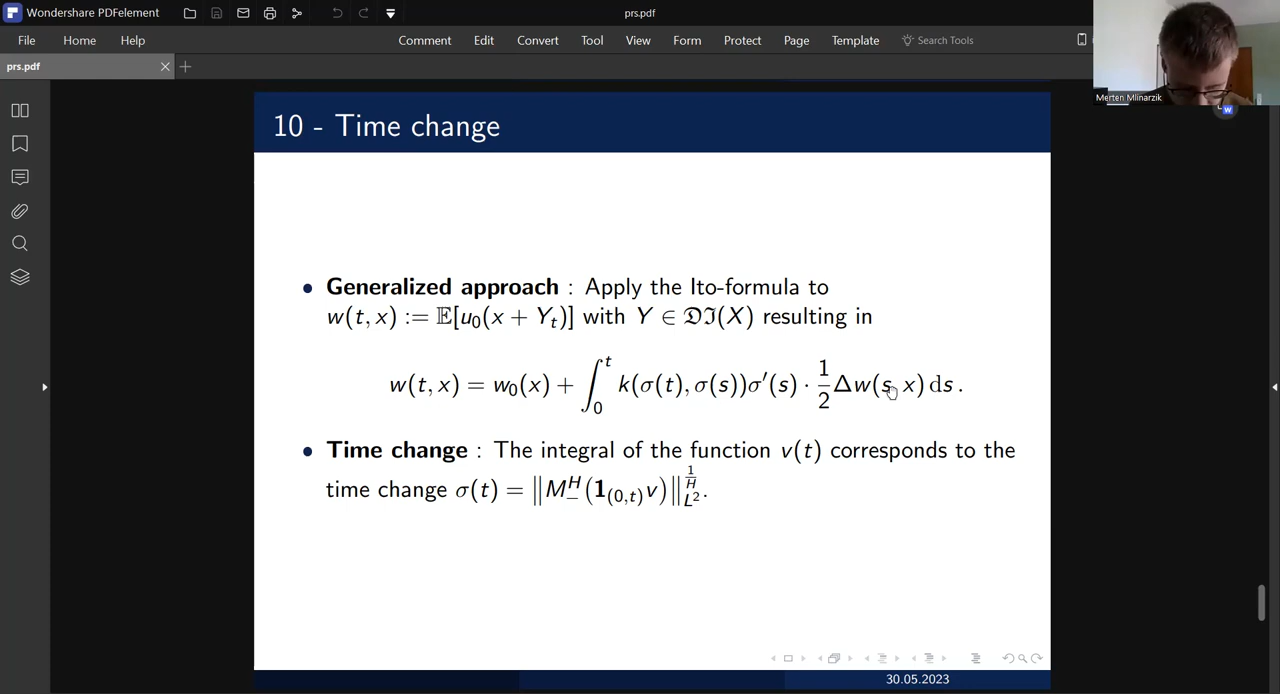 Wondershare PDFelement
prs.pdf
File Home Help Comment Edit Convert Tool View Form Protect Page Template Search Tools
prs.pdf
Merten Mlinarzik
10 - Time change
• Generalized approach : Apply the Ito-formula to
w(t, x) := 𝔼[u₀(x + Yₜ)] with Y ∈ 𝔇ℑ(X) resulting in
w(t, x) = w₀(x) + ∫₀ᵗ k(σ(t), σ(s))σ′(s) · 1/2 Δw(s, x) ds .
• Time change : The integral of the function v(t) corresponds to the
time change σ(t) = ‖M₋ᴴ(𝟏₍₀,ₜ₎v)‖_{L²}^{1/H}.
30.05.2023